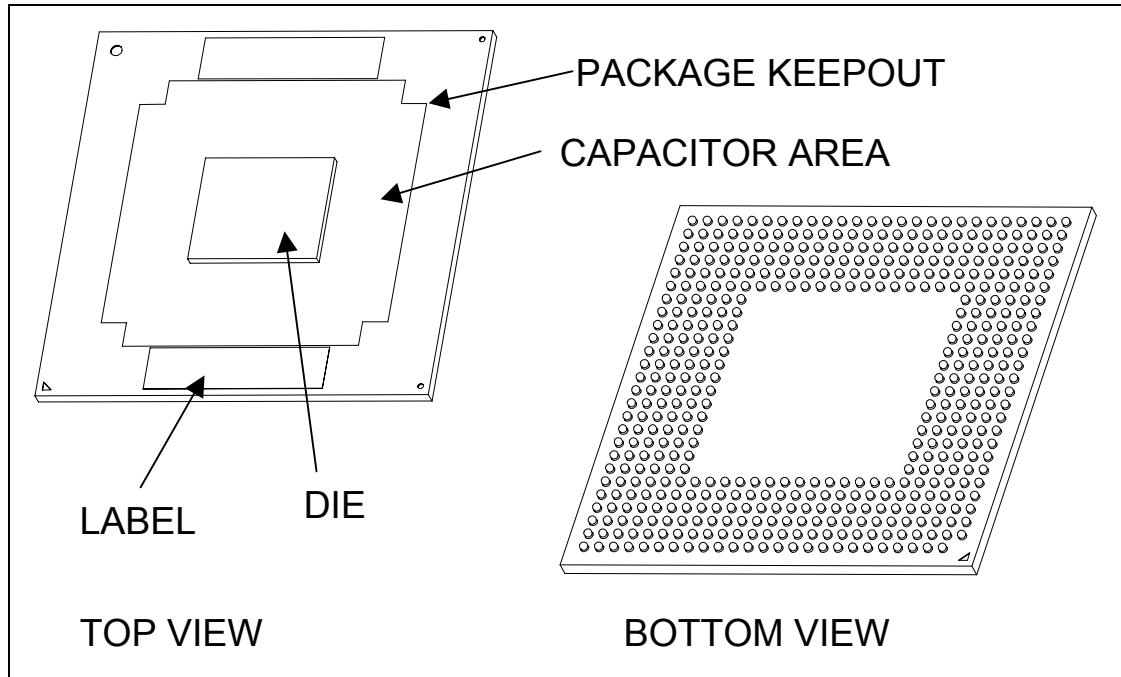 PACKAGE KEEPOUT
CAPACITOR AREA
LABEL
DIE
TOP VIEW
BOTTOM VIEW